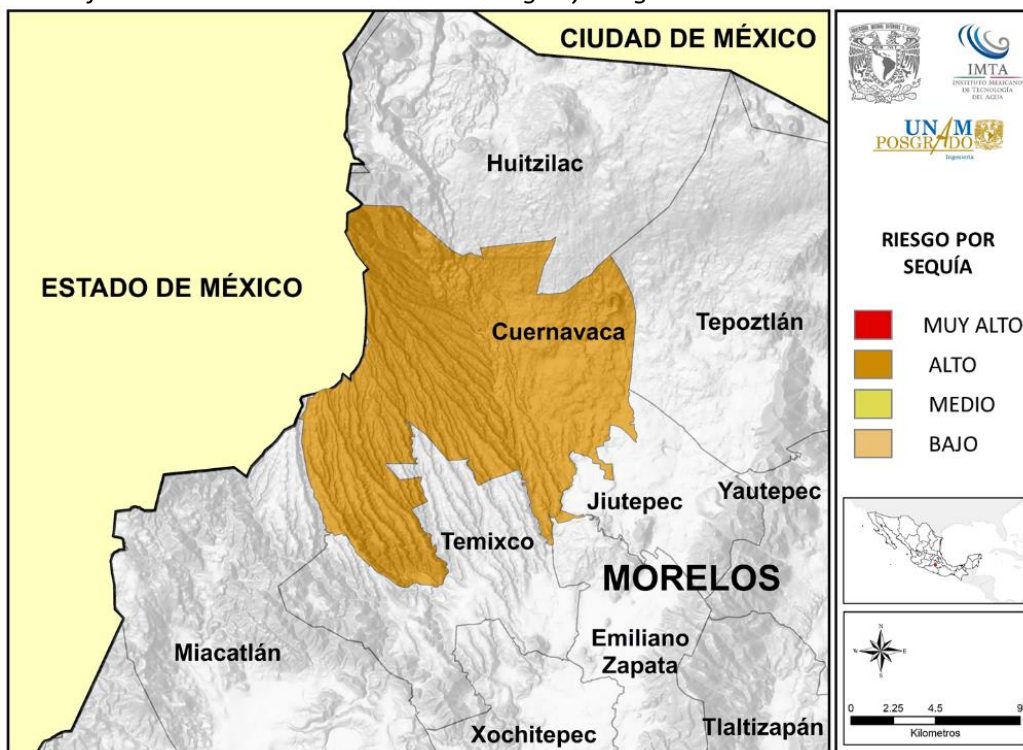 CIUDAD DE MÉXICO
Huitzilac
ESTADO DE MÉXICO
Cuernavaca
Tepoztlán
Jiutepec
Yautepec
Temixco
MORELOS
Miacatlán
Emiliano
Zapata
Xochitepec
Tlaltizapán
IMTA
INSTITUTO MEXICANO
DE TECNOLOGÍA
DEL AGUA
UNAM
POSGRADO
Ingeniería
RIESGO POR
SEQUÍA
MUY ALTO
ALTO
MEDIO
BAJO
N
W E
S
0 2.25 4.5 9
Kilometros